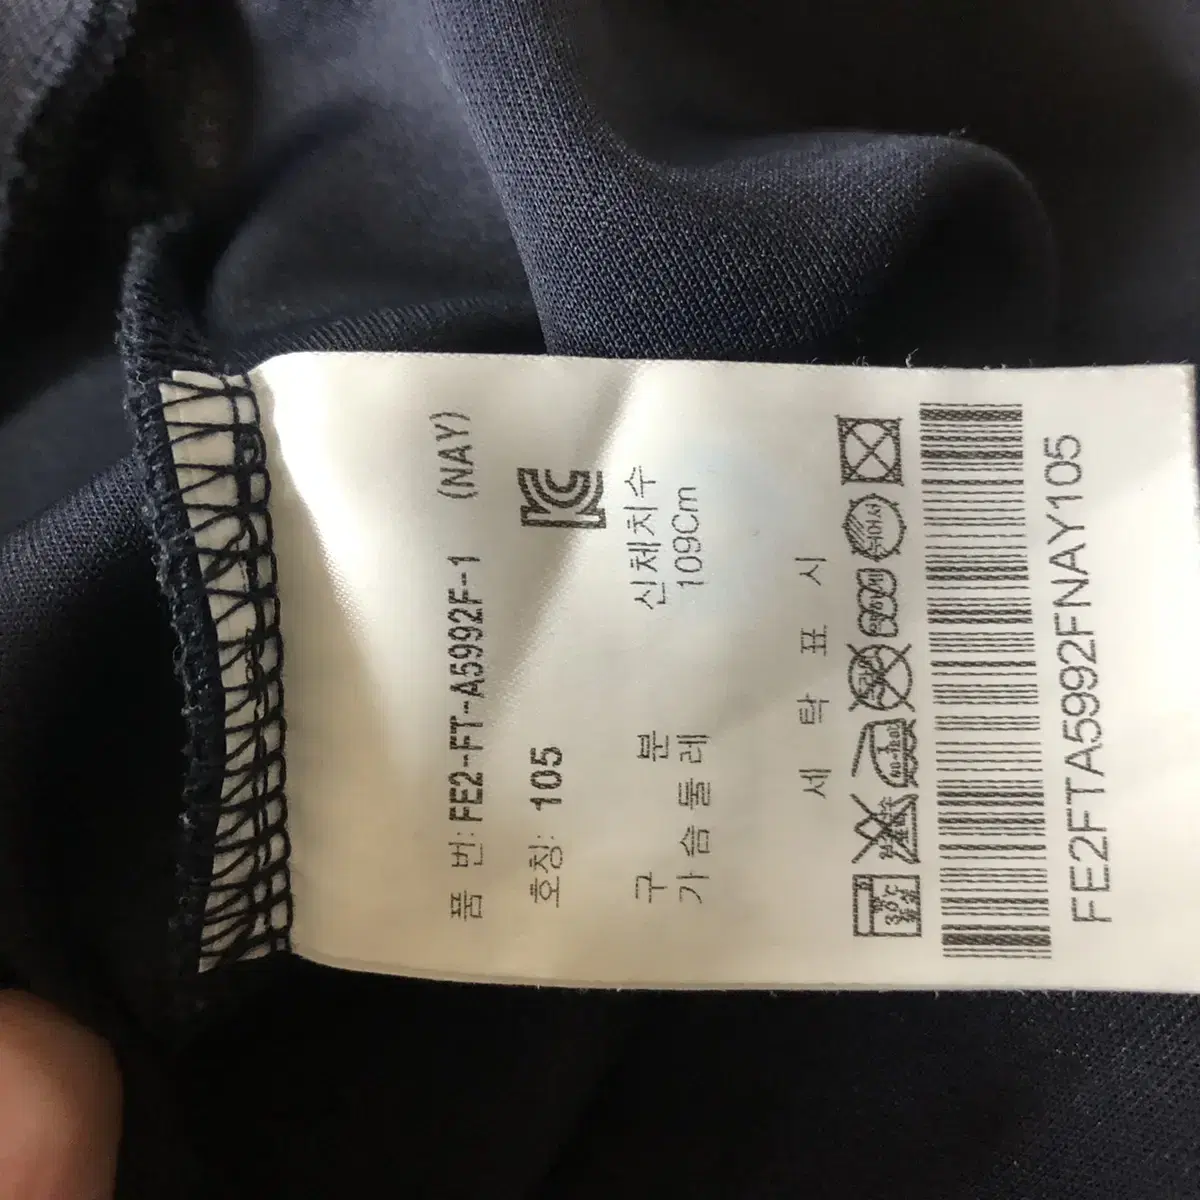 품 번: FE2-FT-A5992F-1 (NAY)
호칭: 105
구 분 신체치수
가슴둘레 109Cm
세 탁 표 시
30℃
FE2FTA5992FNAY105